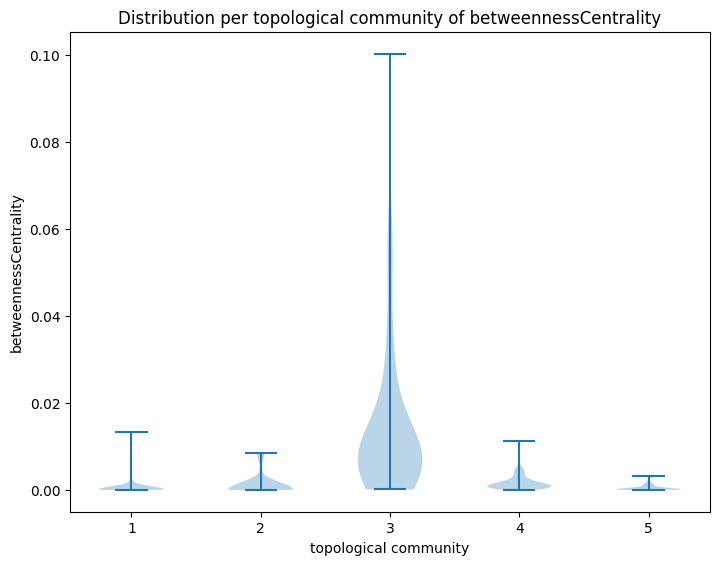 Distribution per topological community of betweennessCentrality
betweennessCentrality
0.10
0.08
0.06
0.04
0.02
0.00
1 2 3 4 5
topological community